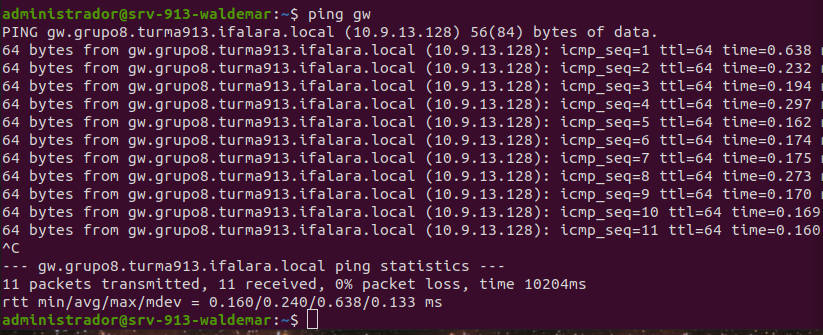 administrador@srv-913-waldemar:~$ ping gw
PING gw.grupo8.turma913.ifalara.local (10.9.13.128) 56(84) bytes of data.
64 bytes from gw.grupo8.turma913.ifalara.local (10.9.13.128): icmp_seq=1 ttl=64 time=0.638
64 bytes from gw.grupo8.turma913.ifalara.local (10.9.13.128): icmp_seq=2 ttl=64 time=0.232
64 bytes from gw.grupo8.turma913.ifalara.local (10.9.13.128): icmp_seq=3 ttl=64 time=0.194
64 bytes from gw.grupo8.turma913.ifalara.local (10.9.13.128): icmp_seq=4 ttl=64 time=0.297
64 bytes from gw.grupo8.turma913.ifalara.local (10.9.13.128): icmp_seq=5 ttl=64 time=0.162
64 bytes from gw.grupo8.turma913.ifalara.local (10.9.13.128): icmp_seq=6 ttl=64 time=0.174
64 bytes from gw.grupo8.turma913.ifalara.local (10.9.13.128): icmp_seq=7 ttl=64 time=0.175
64 bytes from gw.grupo8.turma913.ifalara.local (10.9.13.128): icmp_seq=8 ttl=64 time=0.273
64 bytes from gw.grupo8.turma913.ifalara.local (10.9.13.128): icmp_seq=9 ttl=64 time=0.170
64 bytes from gw.grupo8.turma913.ifalara.local (10.9.13.128): icmp_seq=10 ttl=64 time=0.169
64 bytes from gw.grupo8.turma913.ifalara.local (10.9.13.128): icmp_seq=11 ttl=64 time=0.160
^C
--- gw.grupo8.turma913.ifalara.local ping statistics ---
11 packets transmitted, 11 received, 0% packet loss, time 10204ms
rtt min/avg/max/mdev = 0.160/0.240/0.638/0.133 ms
administrador@srv-913-waldemar:~$